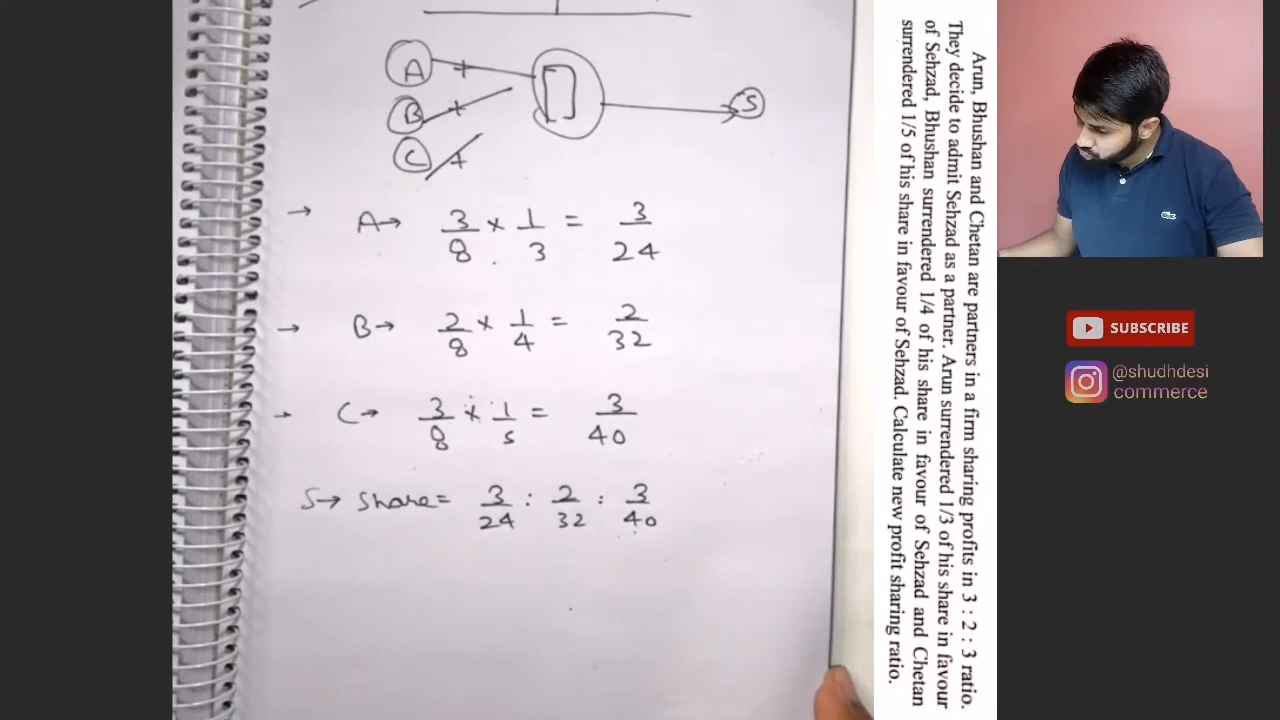 A
B
C
+
+
+
S
→ A→ 3/8 × 1/3 = 3/24
→ B→ 2/8 × 1/4 = 2/32
→ C→ 3/8 × 1/5 = 3/40
S→ Share = 3/24 : 2/32 : 3/40
Arun, Bhushan and Chetan are partners in a firm sharing profits in 3 : 2 : 3 ratio.
They decide to admit Sehzad as a partner. Arun surrendered 1/3 of his share in favour
of Sehzad, Bhushan surrendered 1/4 of his share in favour of Sehzad and Chetan
surrendered 1/5 of his share in favour of Sehzad. Calculate new profit sharing ratio.
SUBSCRIBE
@shudhdesi
commerce